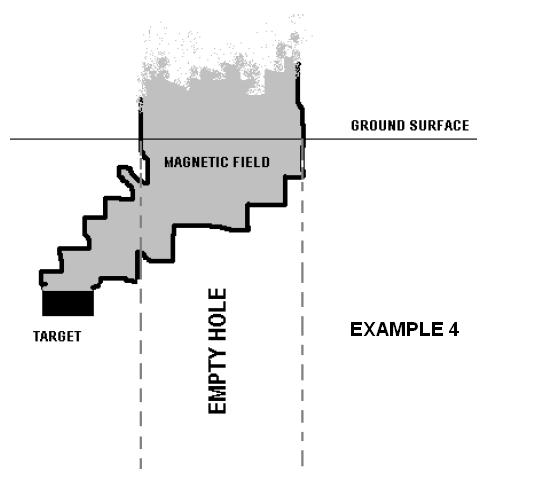 GROUND SURFACE
MAGNETIC FIELD
EMPTY HOLE
EXAMPLE 4
TARGET